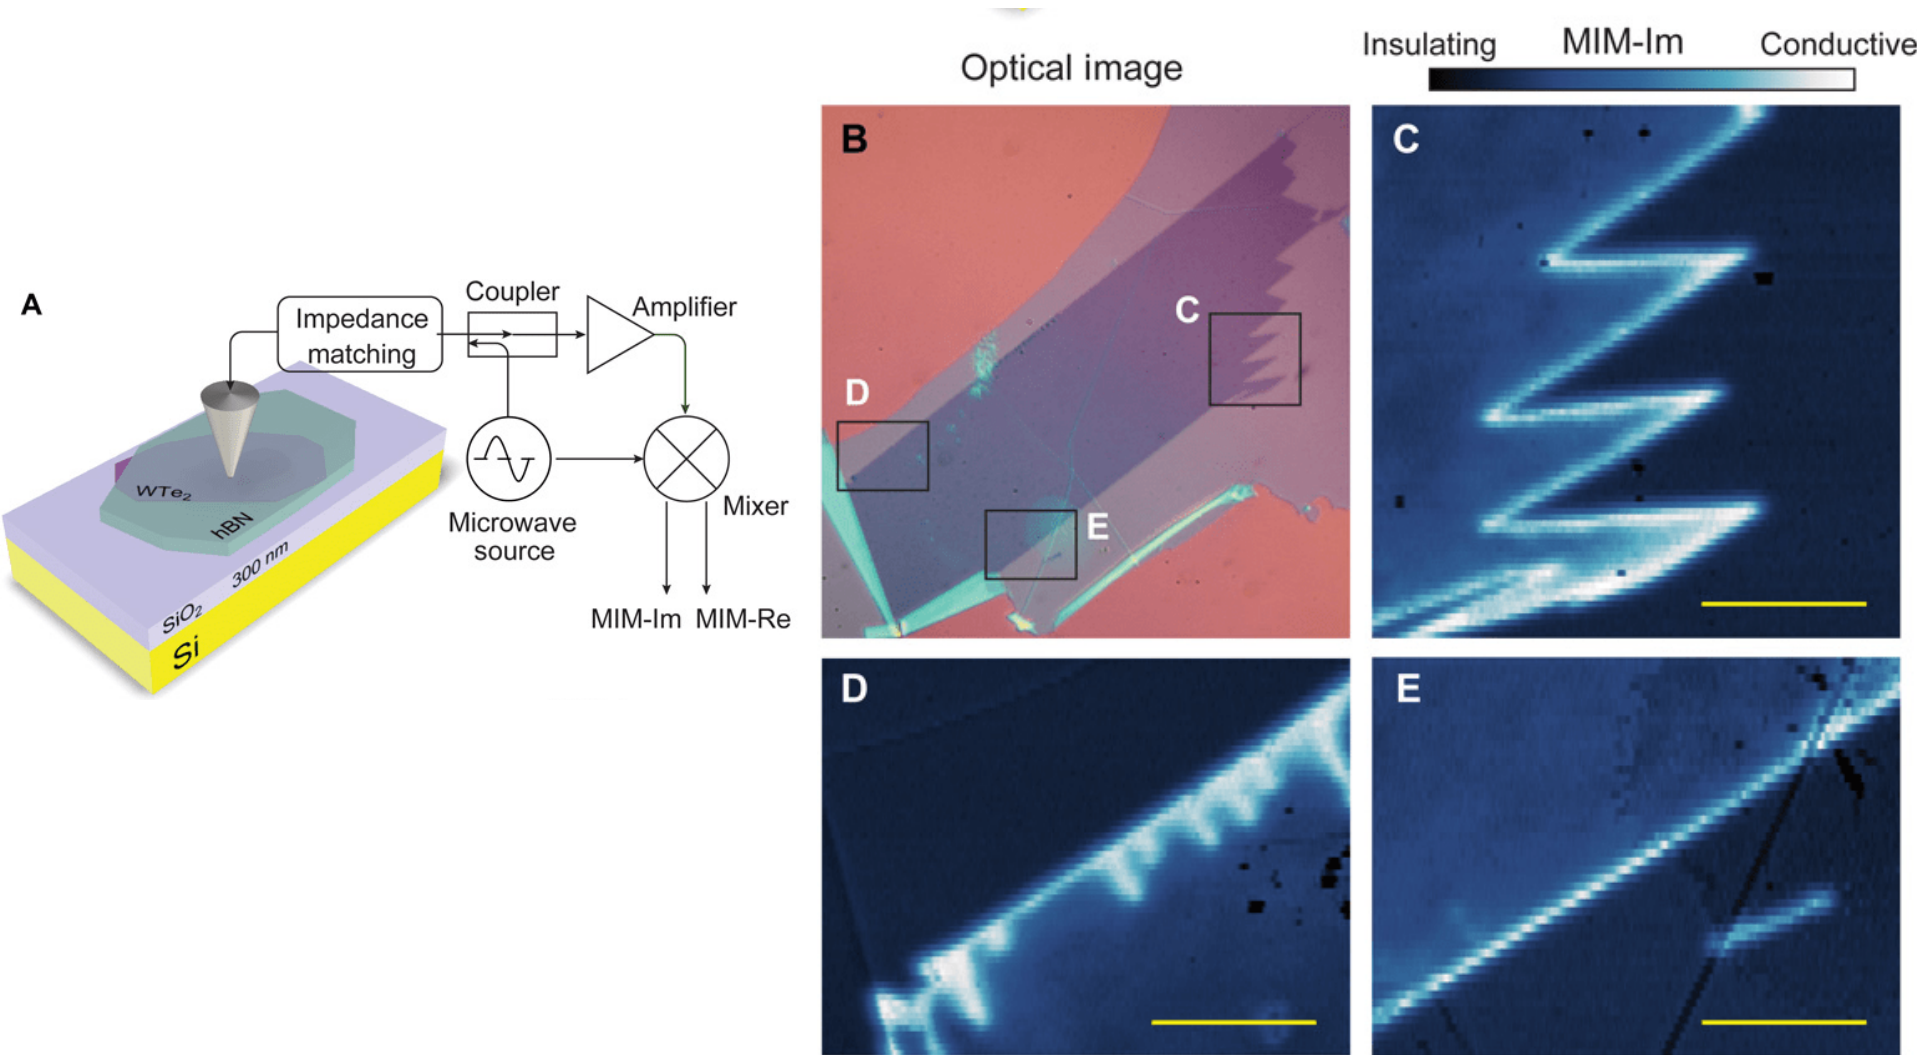 A
Impedance
matching
Coupler
Amplifier
WTe2
hBN
300 nm
SiO2
Si
Microwave
source
Mixer
MIM-Im MIM-Re
Optical image
Insulating MIM-Im Conductive
B
C
D
E
C
D
E